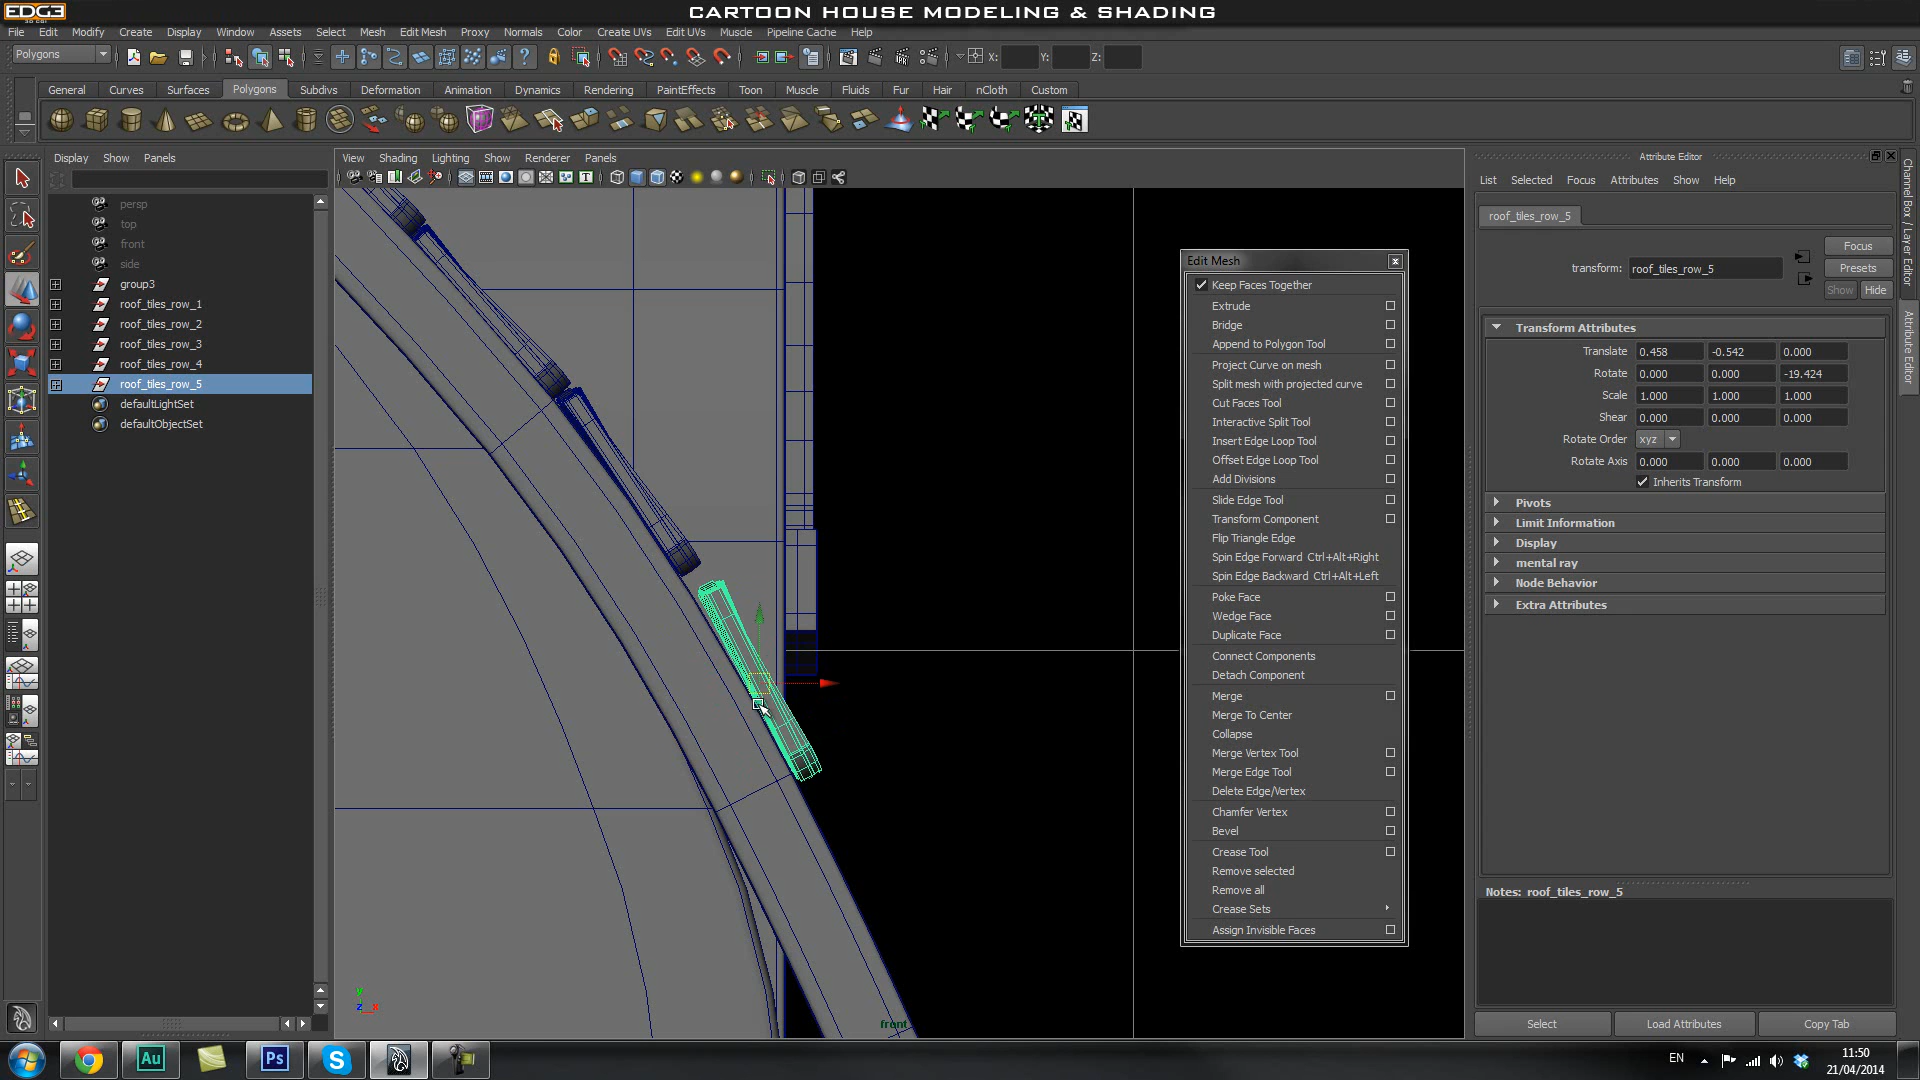 EDGE
3D CGI
CARTOON HOUSE MODELING & SHADING
File Edit Modify Create Display Window Assets Select Mesh Edit Mesh Proxy Normals Color Create UVs Edit UVs Muscle Pipeline Cache Help
Polygons X: Y: Z:
General Curves Surfaces Polygons Subdivs Deformation Animation Dynamics Rendering PaintEffects Toon Muscle Fluids Fur Hair nCloth Custom
Display Show Panels
View Shading Lighting Show Renderer Panels
persp
top
front
side
group3
roof_tiles_row_1
roof_tiles_row_2
roof_tiles_row_3
roof_tiles_row_4
roof_tiles_row_5
defaultLightSet
defaultObjectSet
y
z x
front
Edit Mesh
Keep Faces Together
Extrude
Bridge
Append to Polygon Tool
Project Curve on mesh
Split mesh with projected curve
Cut Faces Tool
Interactive Split Tool
Insert Edge Loop Tool
Offset Edge Loop Tool
Add Divisions
Slide Edge Tool
Transform Component
Flip Triangle Edge
Spin Edge Forward Ctrl+Alt+Right
Spin Edge Backward Ctrl+Alt+Left
Poke Face
Wedge Face
Duplicate Face
Connect Components
Detach Component
Merge
Merge To Center
Collapse
Merge Vertex Tool
Merge Edge Tool
Delete Edge/Vertex
Chamfer Vertex
Bevel
Crease Tool
Remove selected
Remove all
Crease Sets
Assign Invisible Faces
Attribute Editor
List Selected Focus Attributes Show Help
roof_tiles_row_5
Focus
transform: roof_tiles_row_5
Presets
Show Hide
Transform Attributes
Translate 0.458 -0.542 0.000
Rotate 0.000 0.000 -19.424
Scale 1.000 1.000 1.000
Shear 0.000 0.000 0.000
Rotate Order xyz
Rotate Axis 0.000 0.000 0.000
Inherits Transform
Pivots
Limit Information
Display
mental ray
Node Behavior
Extra Attributes
Notes: roof_tiles_row_5
Select Load Attributes Copy Tab
Channel Box / Layer Editor
Attribute Editor
Au Ps S
EN
11:50
21/04/2014